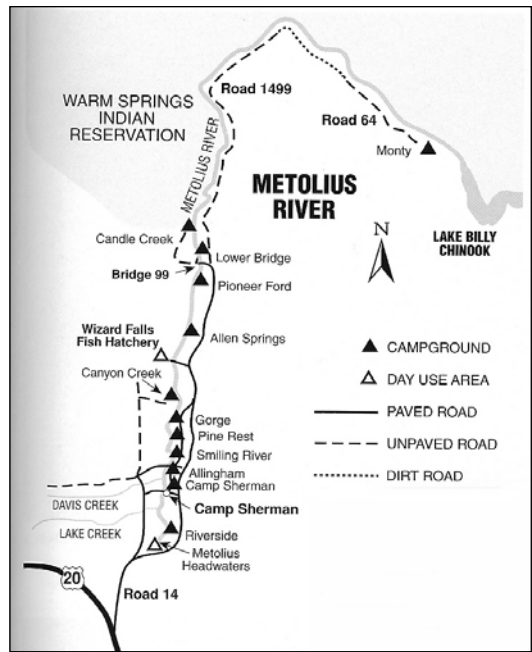 Road 1499
WARM SPRINGS
INDIAN
RESERVATION
Road 64
METOLIUS RIVER
Monty
METOLIUS
RIVER
N
LAKE BILLY
CHINOOK
Candle Creek
Lower Bridge
Bridge 99
Pioneer Ford
Wizard Falls
Fish Hatchery
Allen Springs
Canyon Creek
CAMPGROUND
DAY USE AREA
PAVED ROAD
UNPAVED ROAD
DIRT ROAD
Gorge
Pine Rest
Smiling River
Allingham
Camp Sherman
DAVIS CREEK
Camp Sherman
LAKE CREEK
Riverside
Metolius
Headwaters
20
Road 14